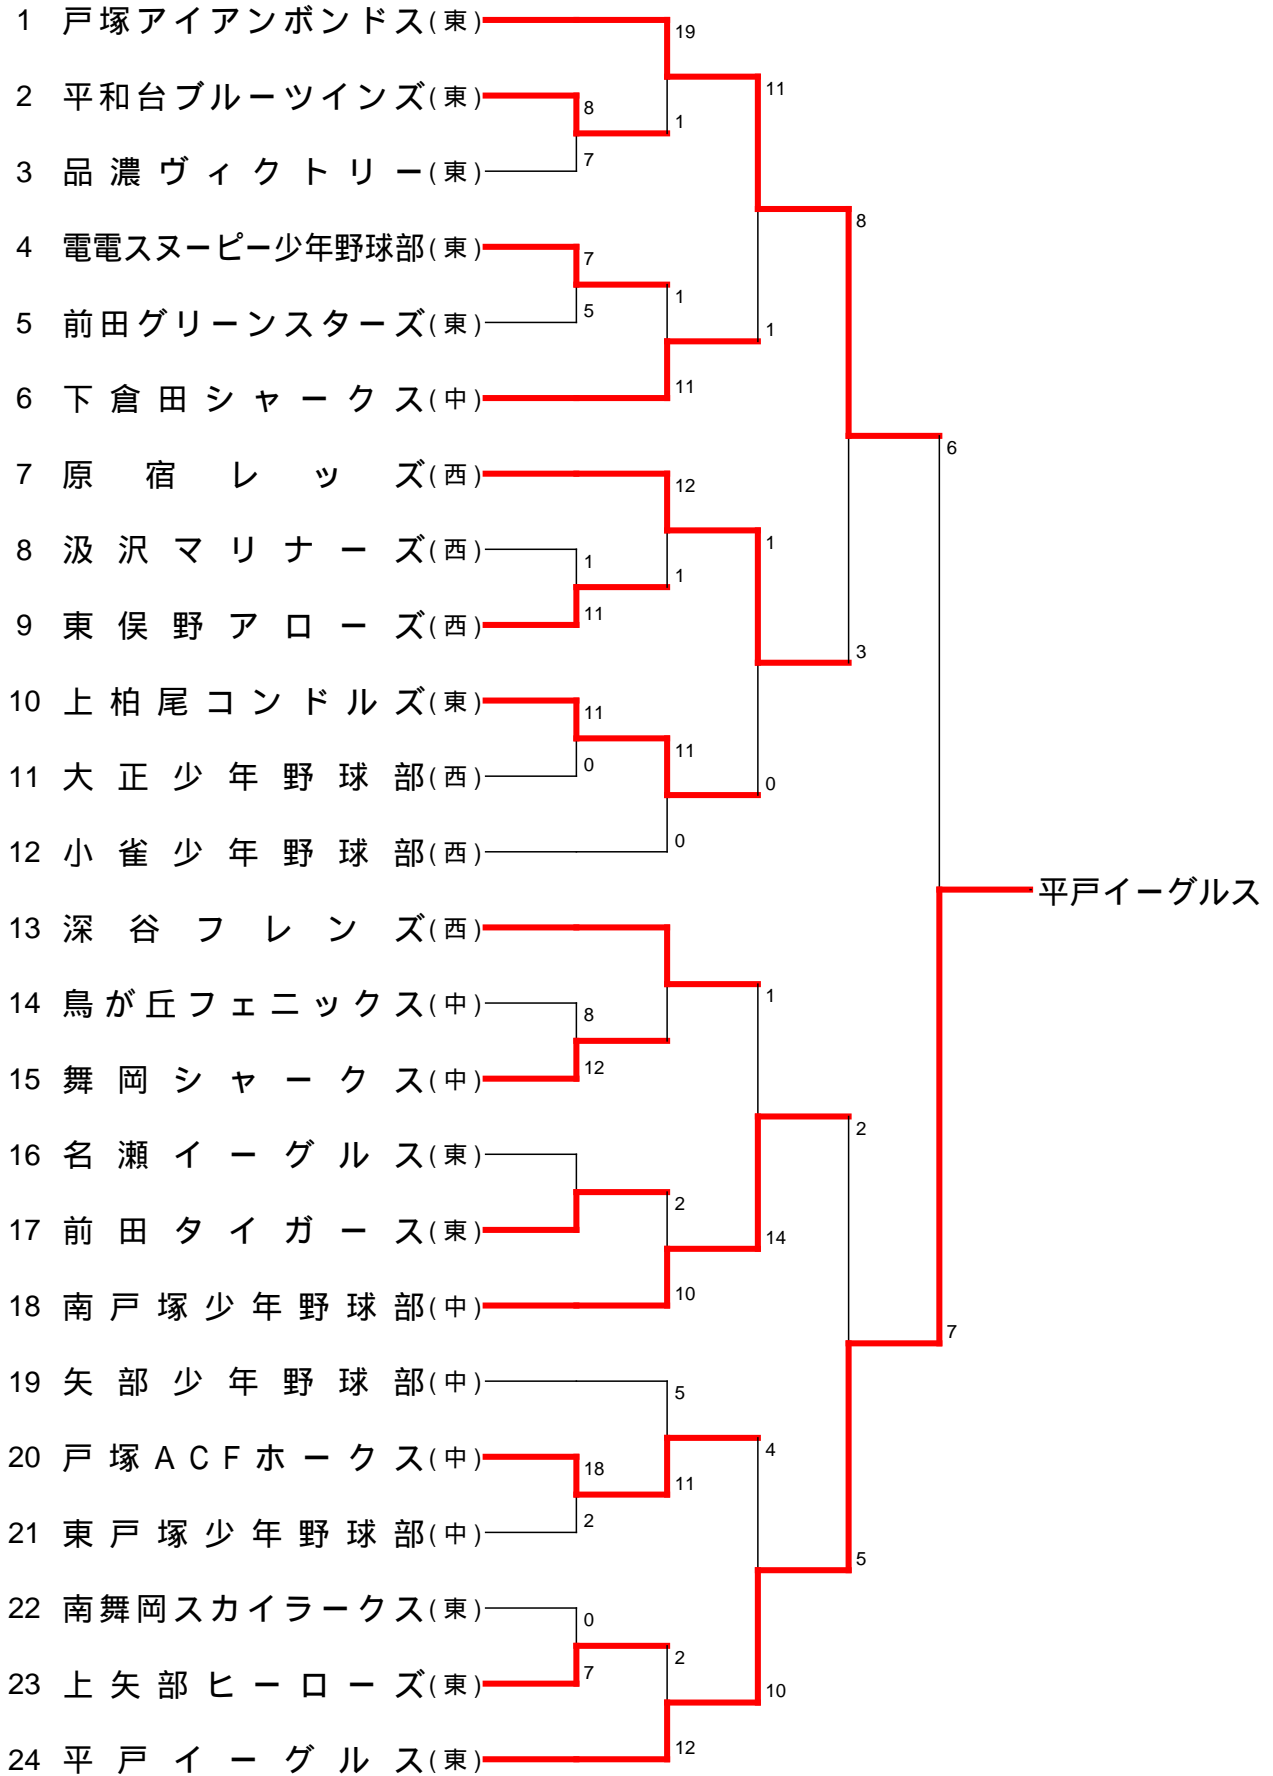 1 戸塚アイアンボンドス(東)
19
11
2 平和台ブルーツインズ(東)
8
1
7
3 品濃ヴィクトリー(東)
8
4 電電スヌーピー少年野球部(東)
7
1
5
5 前田グリーンスターズ(東)
1
11
6 下倉田シャークス(中)
6
7 原宿レッズ(西)
12
1
8 汲沢マリナーズ(西)
1
1
11
9 東俣野アローズ(西)
3
10 上柏尾コンドルズ(東)
11
11
0
11 大正少年野球部(西)
0
0
12 小雀少年野球部(西)
平戸イーグルス
13 深谷フレンズ(西)
1
14 鳥が丘フェニックス(中)
8
12
15 舞岡シャークス(中)
2
16 名瀬イーグルス(東)
2
17 前田タイガース(東)
14
10
18 南戸塚少年野球部(中)
7
19 矢部少年野球部(中)
5
4
20 戸塚ACFホークス(中)
18
11
2
21 東戸塚少年野球部(中)
5
22 南舞岡スカイラークス(東)
0
2
7
23 上矢部ヒーローズ(東)
10
12
24 平戸イーグルス(東)